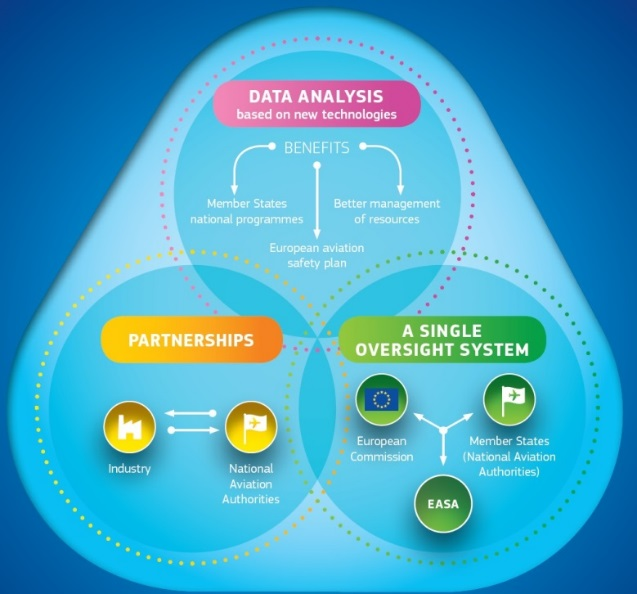 DATA ANALYSIS
based on new technologies
BENEFITS
Member States
national programmes
Better management
of resources
European aviation
safety plan
PARTNERSHIPS
Industry
National
Aviation
Authorities
A SINGLE
OVERSIGHT SYSTEM
European
Commission
Member States
(National Aviation
Authorities)
EASA